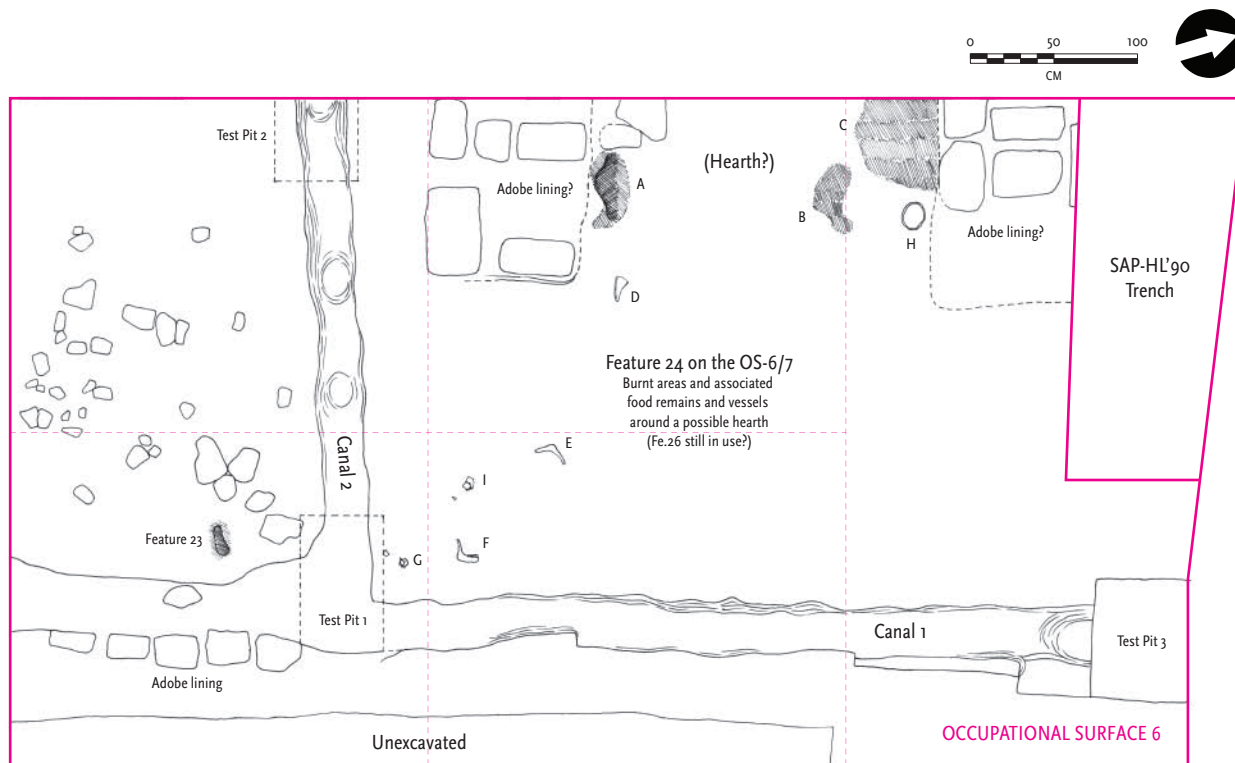 0 50 100
CM
Test Pit 2
C
(Hearth?)
Adobe lining?
A
B
H
Adobe lining?
SAP-HL’90
Trench
D
Feature 24 on the OS-6/7
Burnt areas and associated
food remains and vessels
around a possible hearth
(Fe.26 still in use?)
Canal 2
E
I
Feature 23
F
G
Test Pit 1
Canal 1
Test Pit 3
Adobe lining
Unexcavated
OCCUPATIONAL SURFACE 6